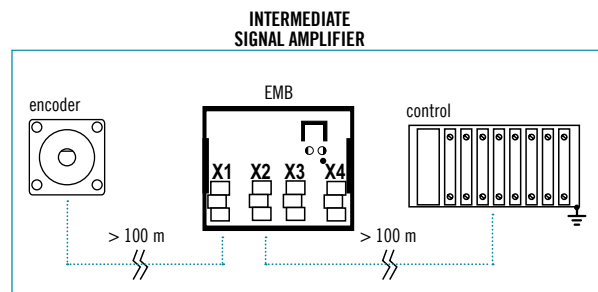 INTERMEDIATE
SIGNAL AMPLIFIER
encoder
EMB
control
X1 X2 X3 X4
> 100 m
> 100 m